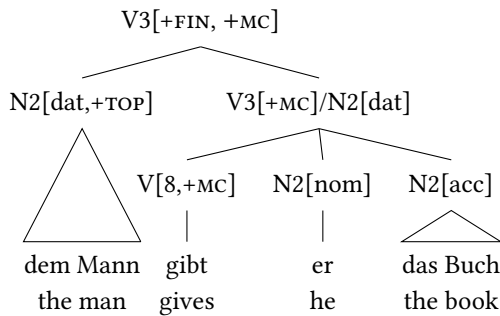 V3[+FIN, +MC]
N2[dat,+TOP] V3[+MC]/N2[dat]
V[8,+MC] N2[nom] N2[acc]
dem Mann gibt er das Buch
the man gives he the book